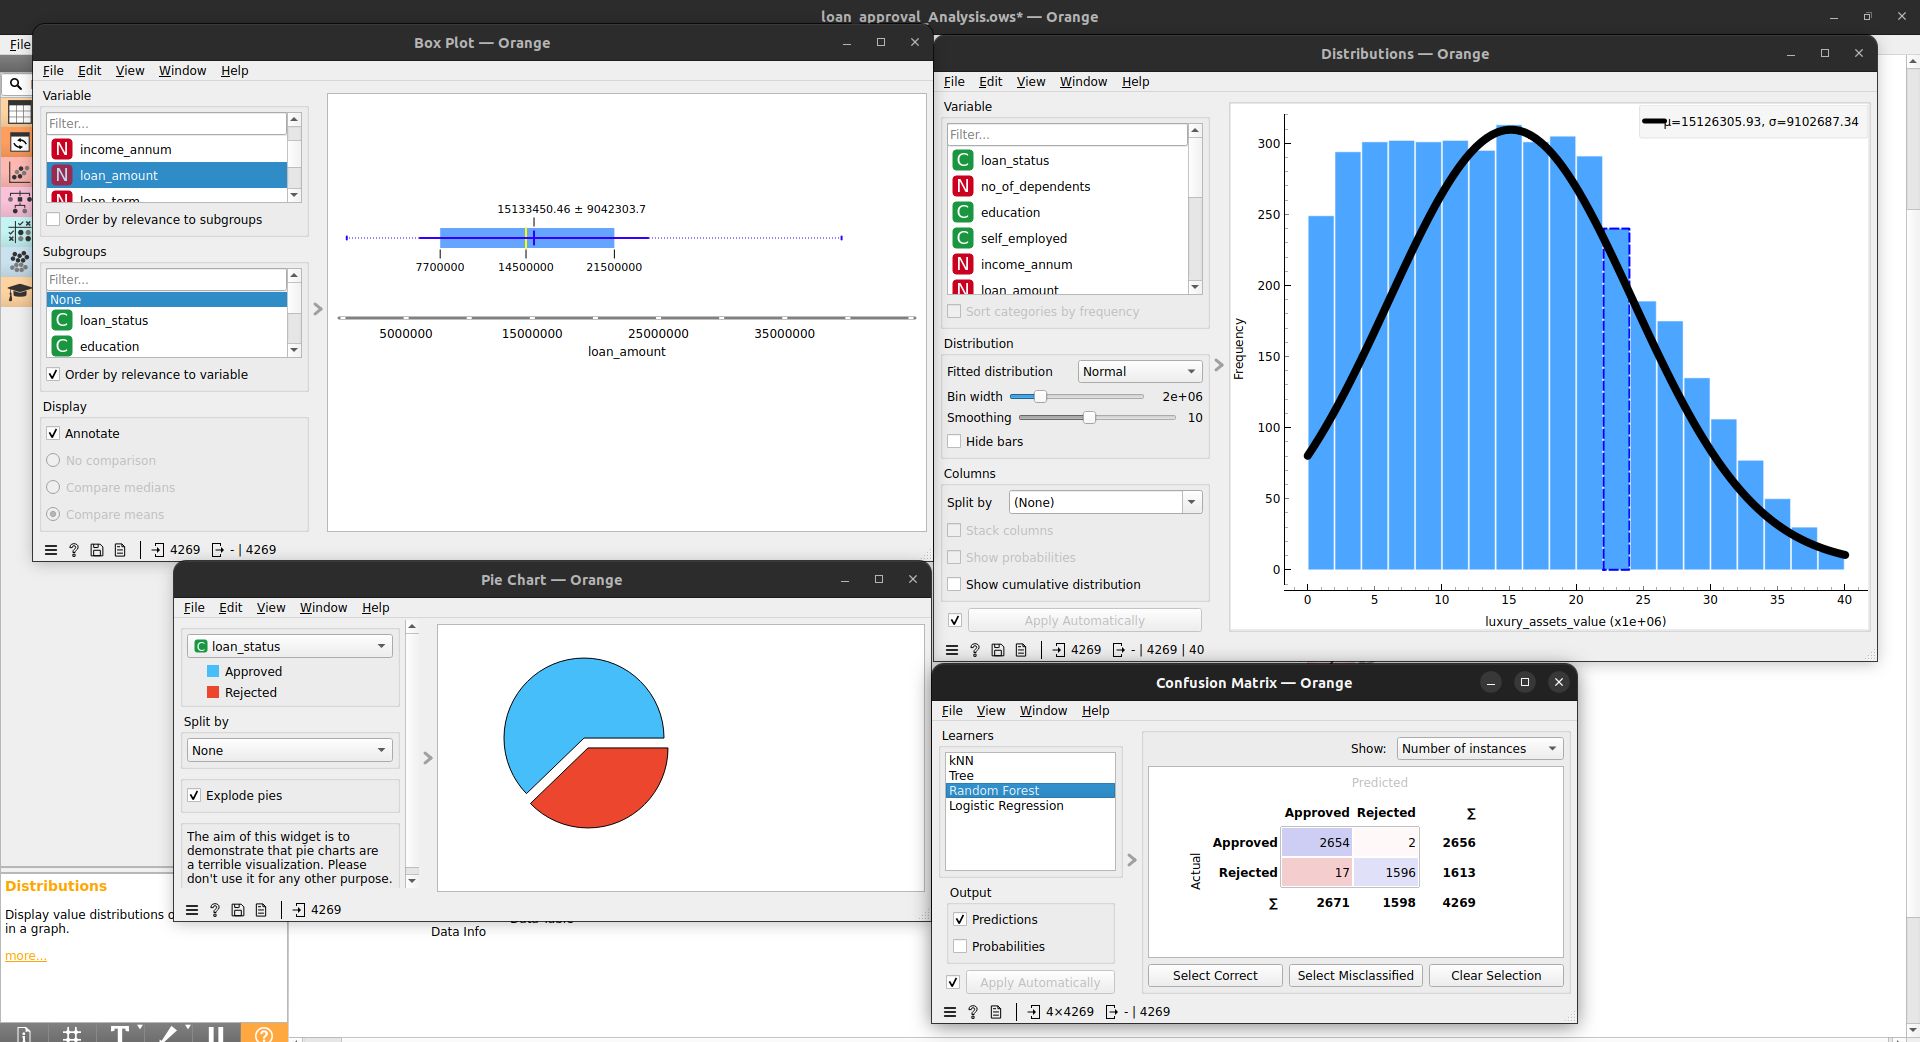 loan_approval_Analysis.ows* — Orange
File
Box Plot — Orange
File Edit View Window Help
Variable
Filter...
N income_annum
N loan_amount
loan_term
Order by relevance to subgroups
Subgroups
Filter...
None
C loan_status
C education
Order by relevance to variable
Display
Annotate
No comparison
Compare medians
Compare means
4269 - | 4269
15133450.46 ± 9042303.7
7700000 14500000 21500000
5000000 15000000 25000000 35000000
loan_amount
Distributions — Orange
File Edit View Window Help
Variable
Filter...
C loan_status
N no_of_dependents
C education
C self_employed
N income_annum
N loan_amount
Sort categories by frequency
Distribution
Fitted distribution Normal
Bin width 2e+06
Smoothing 10
Hide bars
Columns
Split by (None)
Stack columns
Show probabilities
Show cumulative distribution
Apply Automatically
4269 - | 4269 | 40
μ=15126305.93, σ=9102687.34
Frequency
300
250
200
150
100
50
0
0 5 10 15 20 25 30 35 40
luxury_assets_value (x1e+06)
Pie Chart — Orange
File Edit View Window Help
C loan_status
Approved
Rejected
Split by
None
Explode pies
The aim of this widget is to
demonstrate that pie charts are
a terrible visualization. Please
don't use it for any other purpose.
4269
Confusion Matrix — Orange
File View Window Help
Learners
kNN
Tree
Random Forest
Logistic Regression
Output
Predictions
Probabilities
Apply Automatically
Show: Number of instances
Predicted
Approved Rejected Σ
Actual
Approved 2654 2 2656
Rejected 17 1596 1613
Σ 2671 1598 4269
Select Correct Select Misclassified Clear Selection
4×4269 - | 4269
Distributions
Display value distributions
in a graph.
more...
Data Info